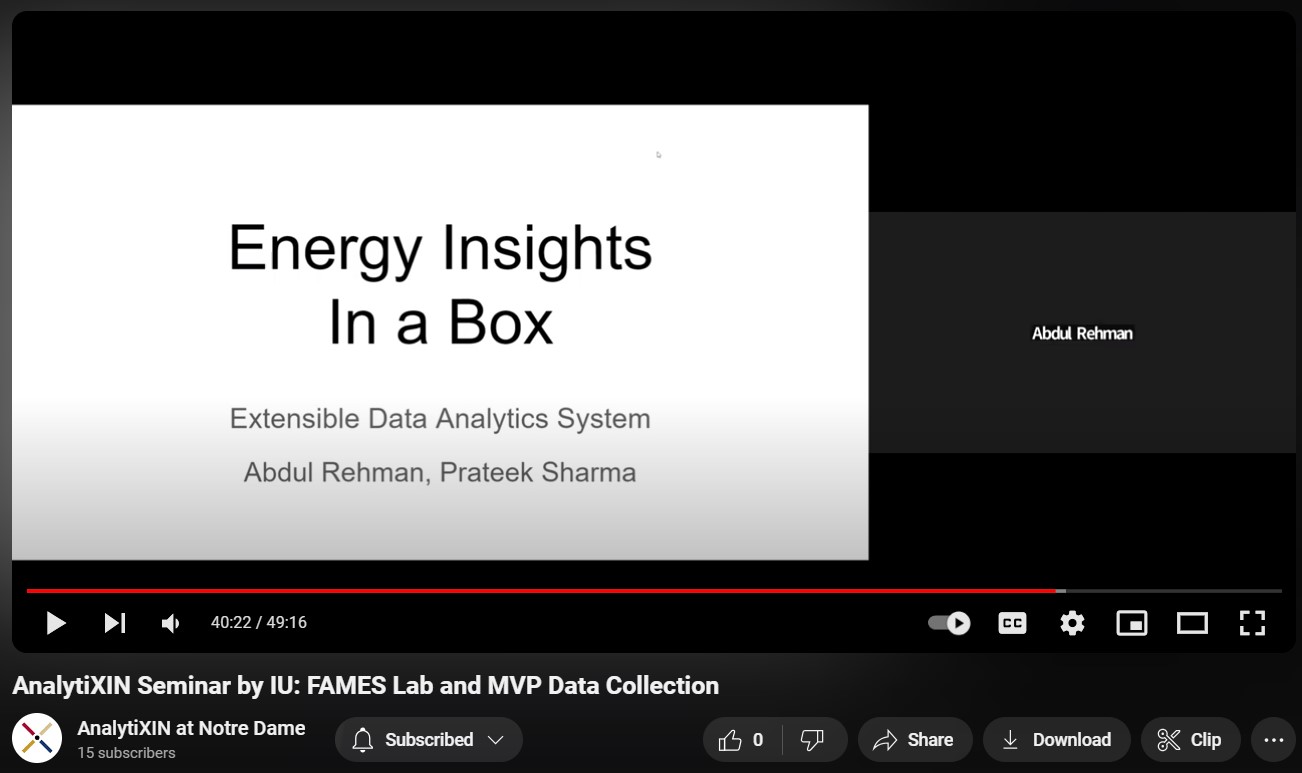 Energy Insights
In a Box
Extensible Data Analytics System
Abdul Rehman, Prateek Sharma
Abdul Rehman
40:22 / 49:16
CC
AnalytiXIN Seminar by IU: FAMES Lab and MVP Data Collection
AnalytiXIN at Notre Dame
15 subscribers
Subscribed
0
Share
Download
Clip